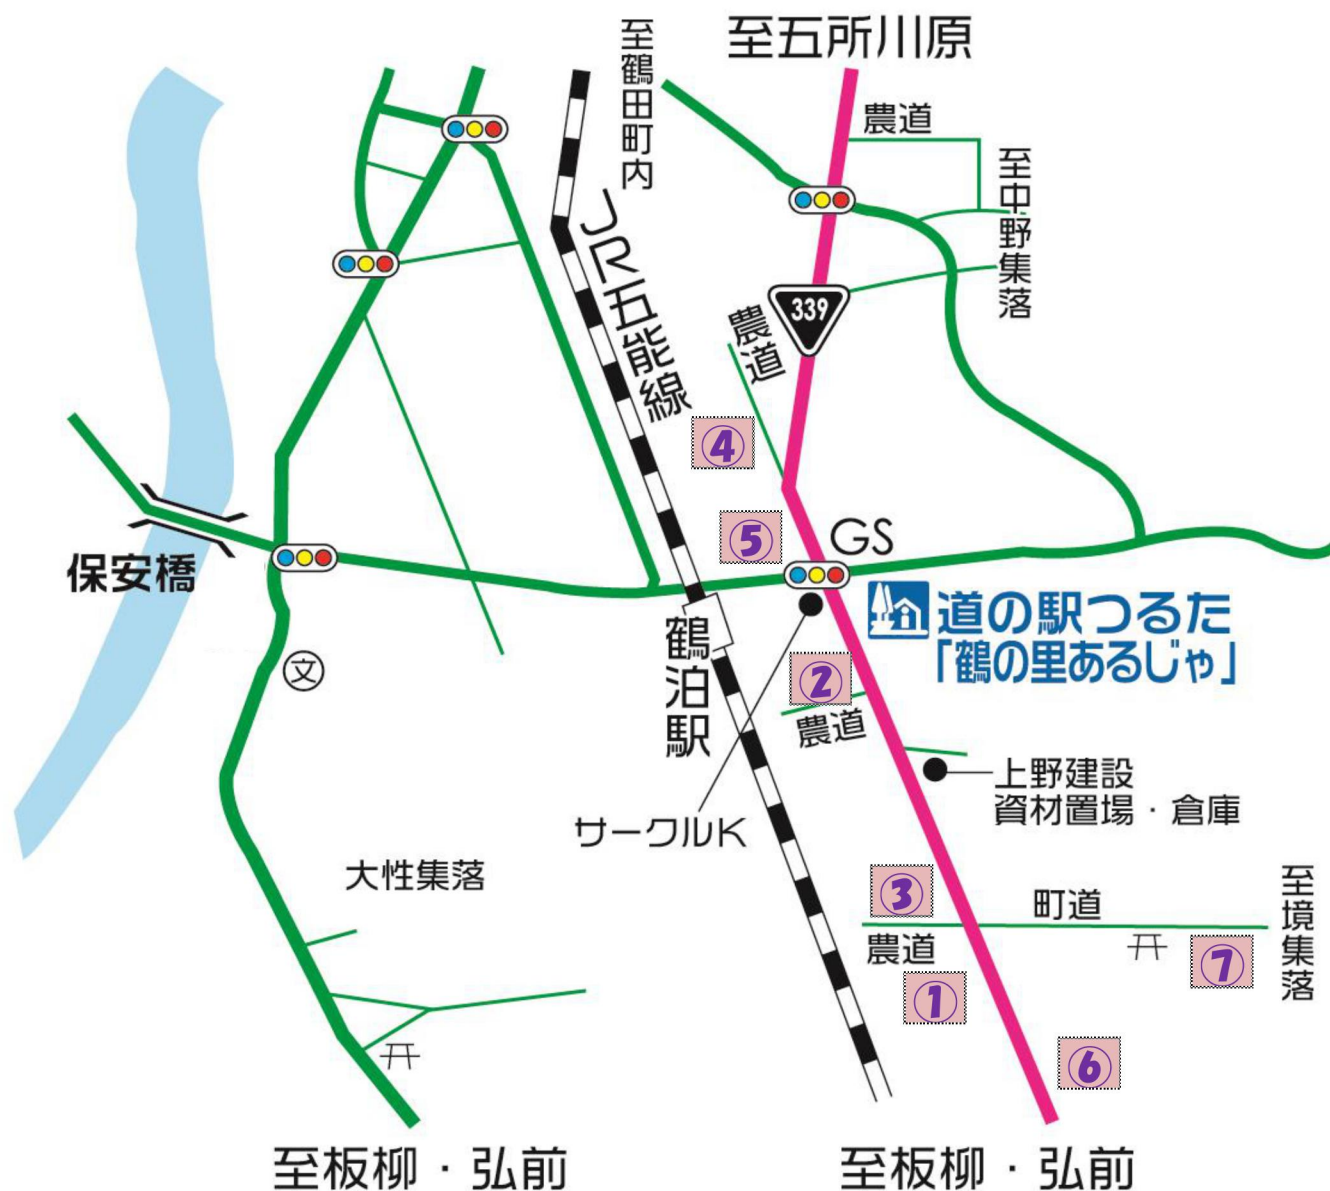 至五所川原
至鶴田町内
農道
至中野集落
JR五能線
339
農道
④
⑤
GS
保安橋
道の駅つるた
「鶴の里あるじゃ」
鶴泊駅
文
②
農道
上野建設
資材置場・倉庫
サークルK
大性集落
③
町道
至境集落
農道
⑦
①
⑥
至板柳・弘前
至板柳・弘前